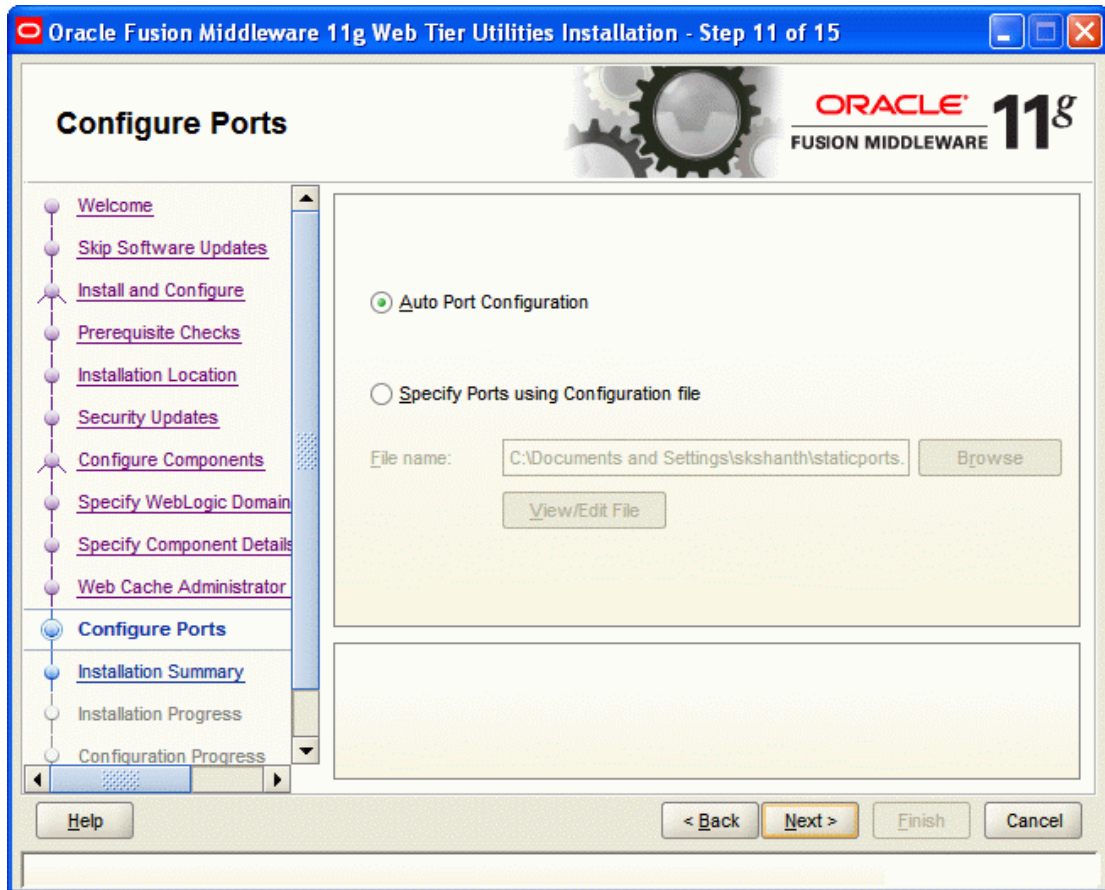 Oracle Fusion Middleware 11g Web Tier Utilities Installation - Step 11 of 15
Configure Ports
ORACLE
FUSION MIDDLEWARE 11g
Welcome
Skip Software Updates
Install and Configure
Prerequisite Checks
Installation Location
Security Updates
Configure Components
Specify WebLogic Domain
Specify Component Details
Web Cache Administrator
Configure Ports
Installation Summary
Installation Progress
Configuration Progress
Auto Port Configuration
Specify Ports using Configuration file
File name: C:\Documents and Settings\skshanth\staticports. Browse
View/Edit File
Help < Back Next > Finish Cancel